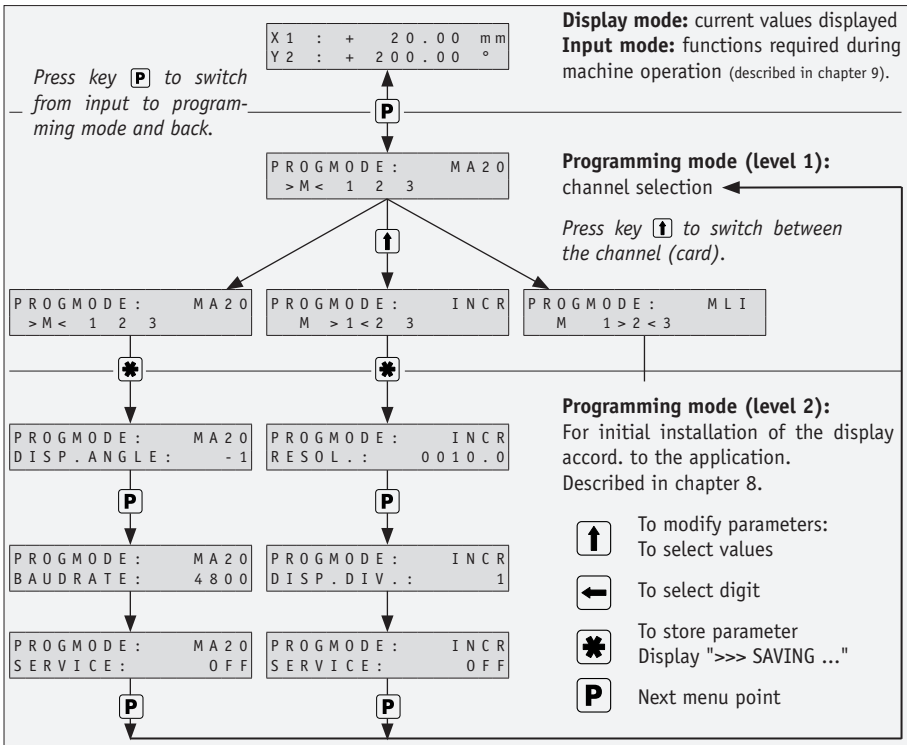 X1 : + 20.00 mm
Y2 : + 200.00 °
Display mode: current values displayed
Input mode: functions required during
machine operation (described in chapter 9).
Press key P to switch
from input to program-
ming mode and back.
P
PROGMODE: MA20
>M< 1 2 3
Programming mode (level 1):
channel selection
Press key ↑ to switch between
the channel (card).
↑
PROGMODE: MA20
>M< 1 2 3
PROGMODE: INCR
M >1<2 3
PROGMODE: MLI
M 1>2<3
✱
✱
Programming mode (level 2):
For initial installation of the display
accord. to the application.
Described in chapter 8.
PROGMODE: MA20
DISP.ANGLE: -1
PROGMODE: INCR
RESOL.: 0010.0
P
P
PROGMODE: MA20
BAUDRATE: 4800
PROGMODE: INCR
DISP.DIV.: 1
PROGMODE: MA20
SERVICE: OFF
PROGMODE: INCR
SERVICE: OFF
P
P
↑ To modify parameters:
To select values
← To select digit
✱ To store parameter
Display ">>> SAVING ..."
P Next menu point